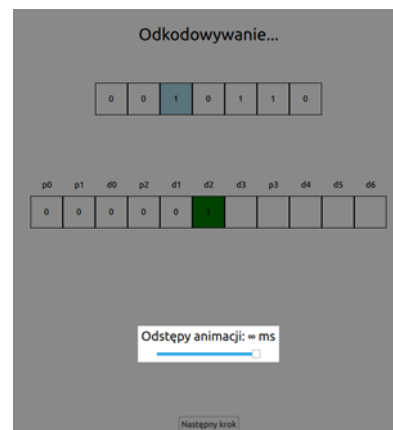 Odkodowywanie...
0 0 1 0 1 1 0
p0 p1 d0 p2 d1 d2 d3 p3 d4 d5 d6
0 0 0 0 0 1
Odstępy animacji: ∞ ms
Następny krok